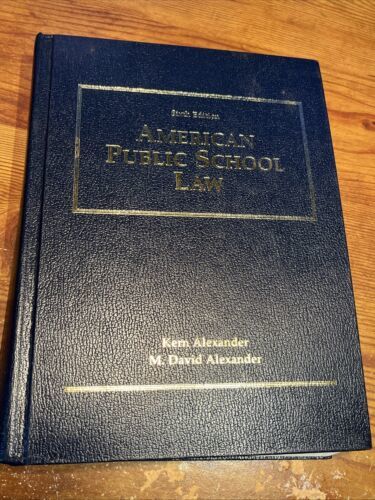 Sixth Edition
AMERICAN
PUBLIC SCHOOL
LAW
Kern Alexander
M. David Alexander